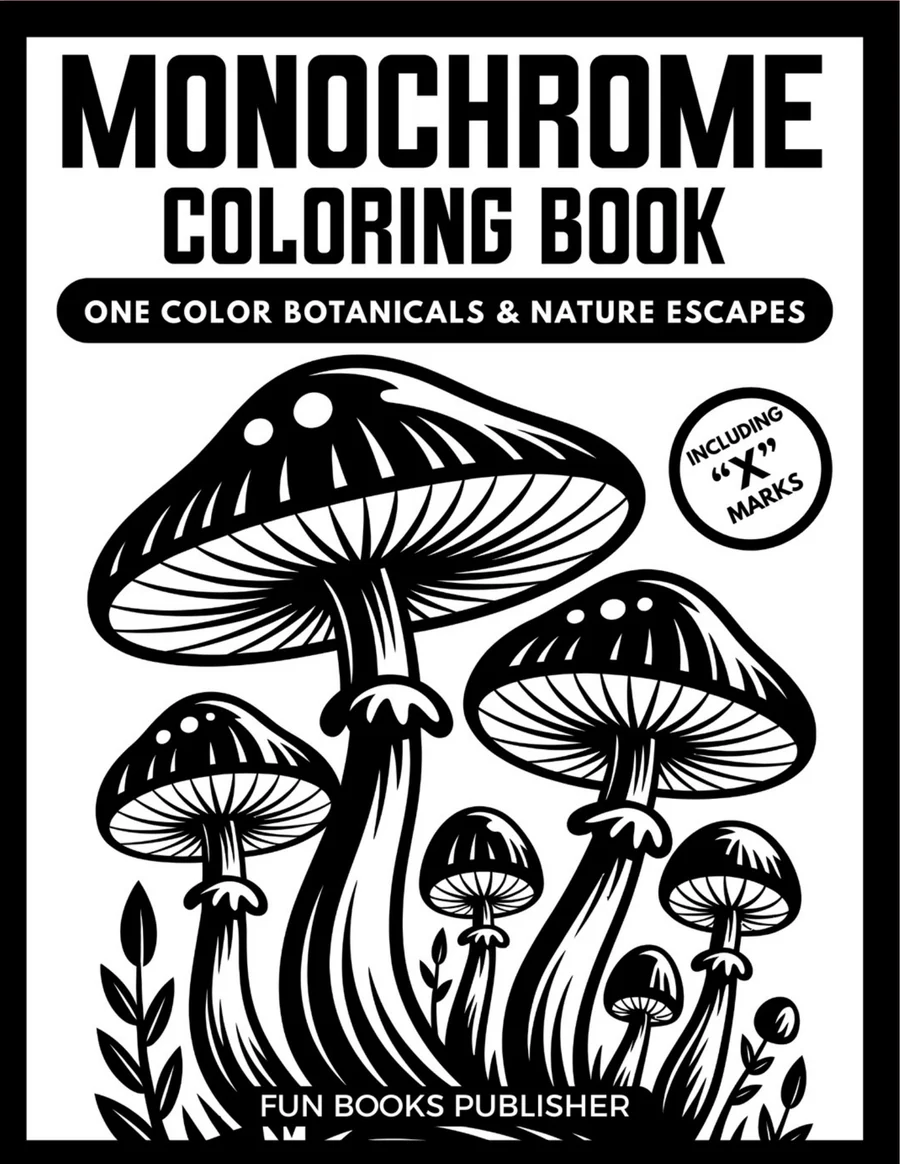 MONOCHROME
COLORING BOOK
ONE COLOR BOTANICALS & NATURE ESCAPES
INCLUDING
“X”
MARKS
FUN BOOKS PUBLISHER